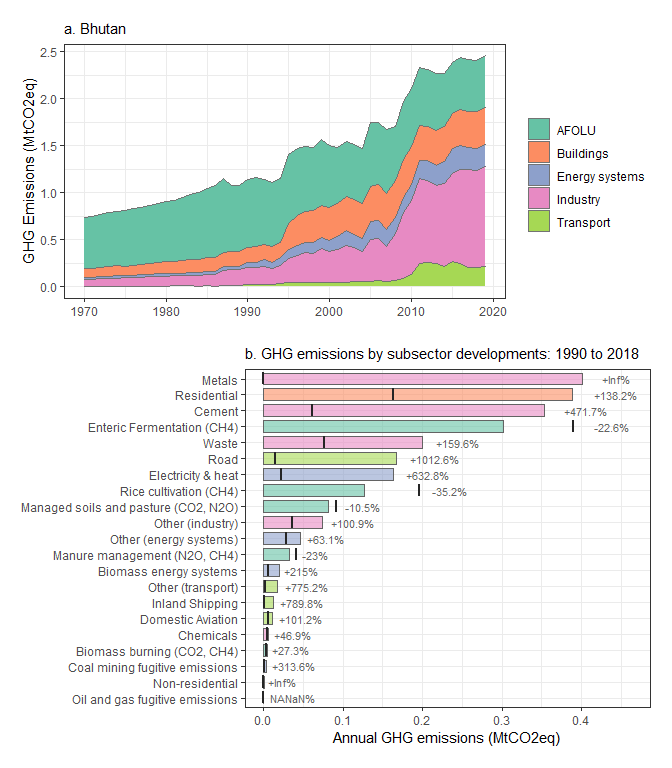 a. Bhutan
GHG Emissions (MtCO2eq)
2.5
2.0
1.5
1.0
0.5
0.0
1970
1980
1990
2000
2010
2020
AFOLU
Buildings
Energy systems
Industry
Transport
b. GHG emissions by subsector developments: 1990 to 2018
Metals +Inf%
Residential +138.2%
Cement +471.7%
Enteric Fermentation (CH4) -22.6%
Waste +159.6%
Road +1012.6%
Electricity & heat +632.8%
Rice cultivation (CH4) -35.2%
Managed soils and pasture (CO2, N2O) -10.5%
Other (industry) +100.9%
Other (energy systems) +63.1%
Manure management (N2O, CH4) -23%
Biomass energy systems +215%
Other (transport) +775.2%
Inland Shipping +789.8%
Domestic Aviation +101.2%
Chemicals +46.9%
Biomass burning (CO2, CH4) +27.3%
Coal mining fugitive emissions +313.6%
Non-residential +Inf%
Oil and gas fugitive emissions NANaN%
0.0
0.1
0.2
0.3
0.4
Annual GHG emissions (MtCO2eq)